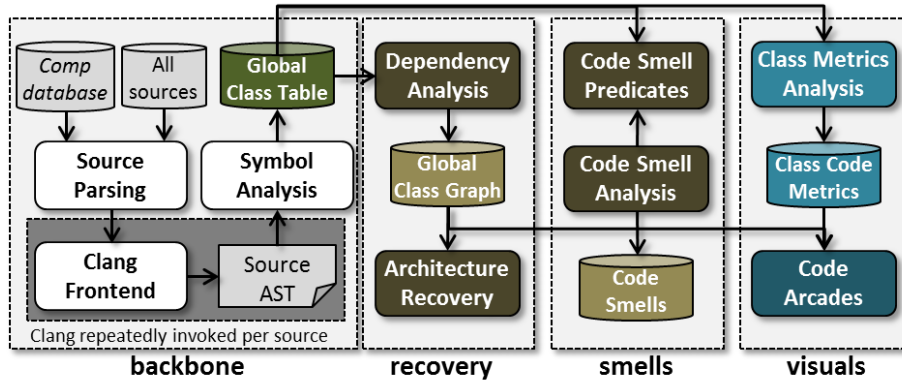 Comp
database
All
sources
Global
Class Table
Source
Parsing
Symbol
Analysis
Clang
Frontend
Source
AST
Clang repeatedly invoked per source
backbone
Dependency
Analysis
Global
Class Graph
Architecture
Recovery
recovery
Code Smell
Predicates
Code Smell
Analysis
Code
Smells
smells
Class Metrics
Analysis
Class Code
Metrics
Code
Arcades
visuals